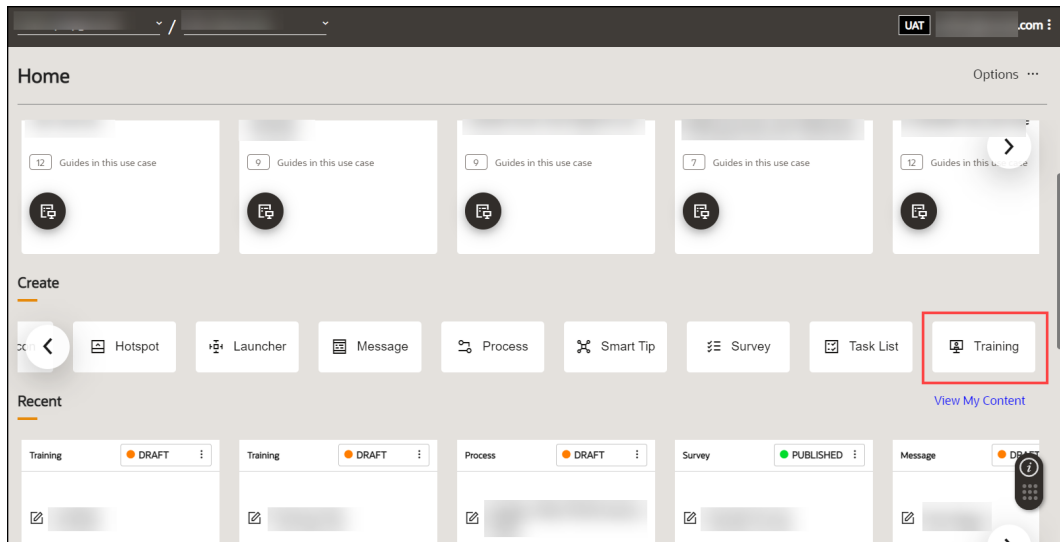 / UAT .com
Home Options ...
12 Guides in this use case 9 Guides in this use case 9 Guides in this use case 7 Guides in this use case 12 Guides in this
Create
Hotspot Launcher Message Process Smart Tip Survey Task List Training
Recent View My Content
Training DRAFT Training DRAFT Process DRAFT Survey PUBLISHED Message